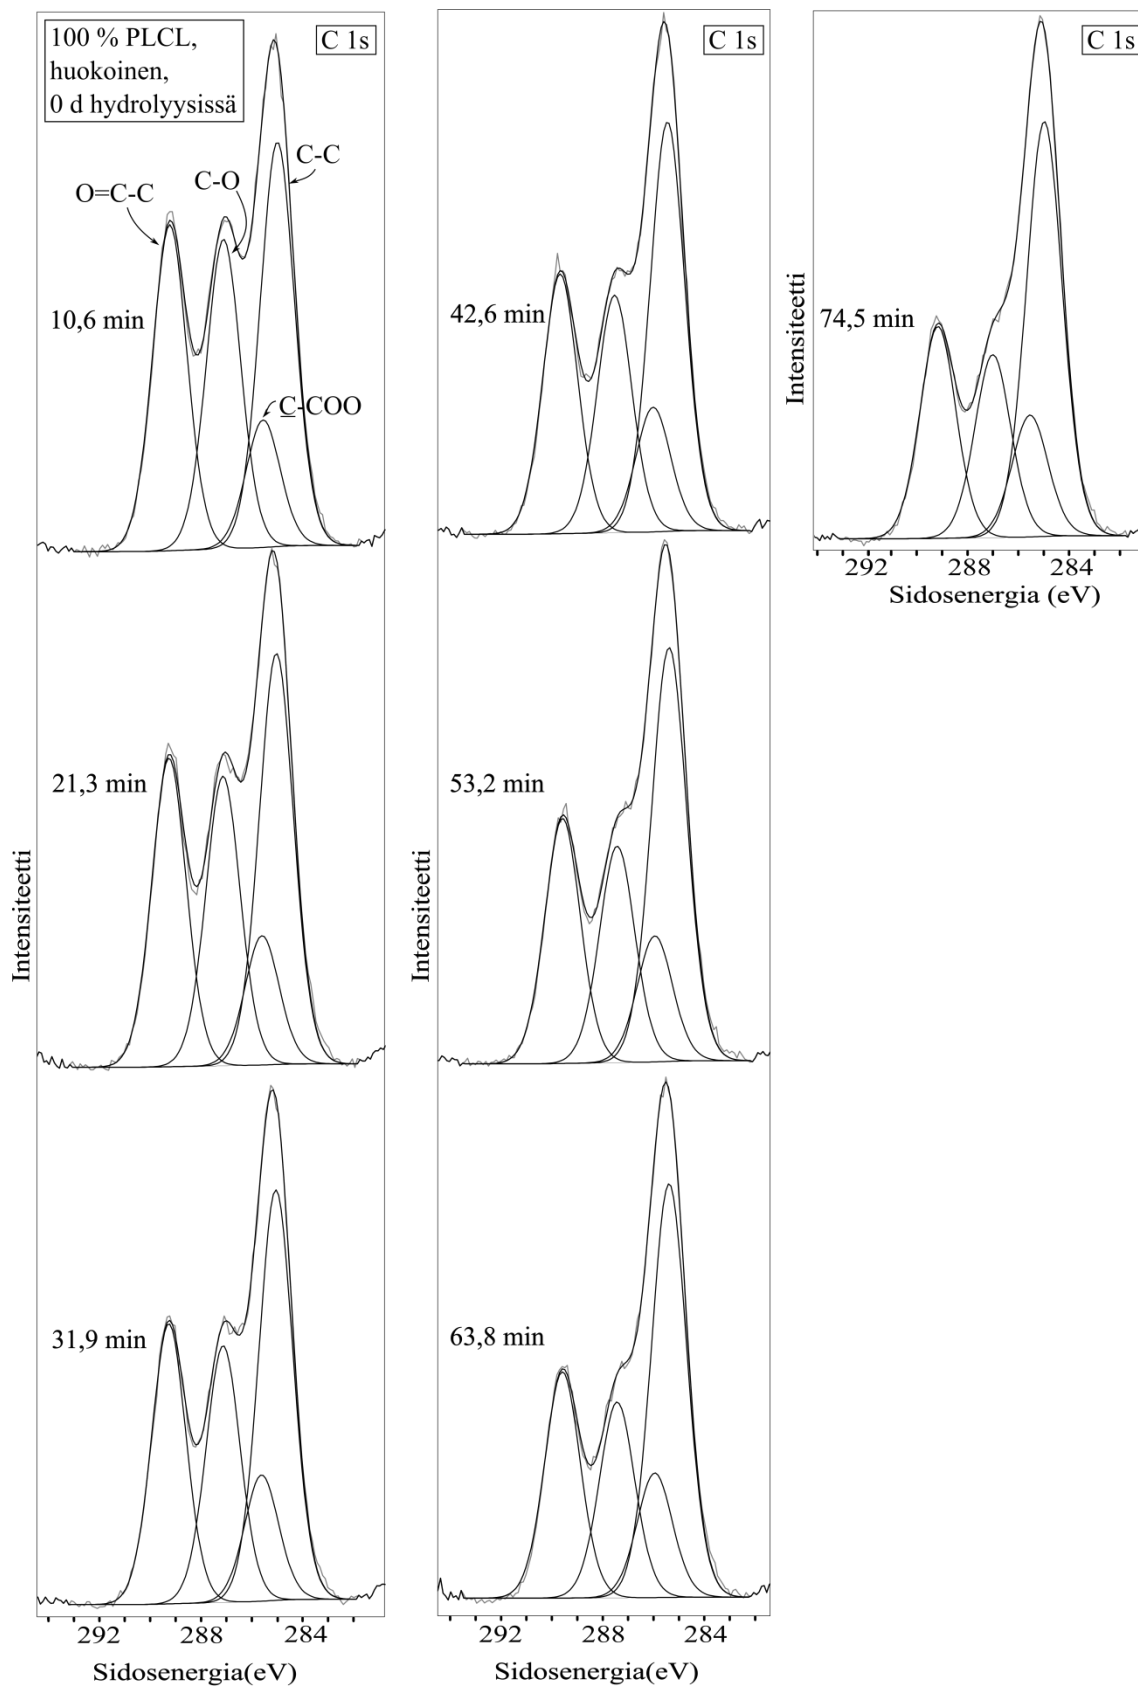 100 % PLCL,
huokoinen,
0 d hydrolyysissä
C 1s
O=C-C
C-O
C-C
C-COO
10,6 min
21,3 min
31,9 min
Intensiteetti
292 288 284
Sidosenergia(eV)
C 1s
42,6 min
53,2 min
63,8 min
Intensiteetti
292 288 284
Sidosenergia(eV)
C 1s
74,5 min
Intensiteetti
292 288 284
Sidosenergia (eV)